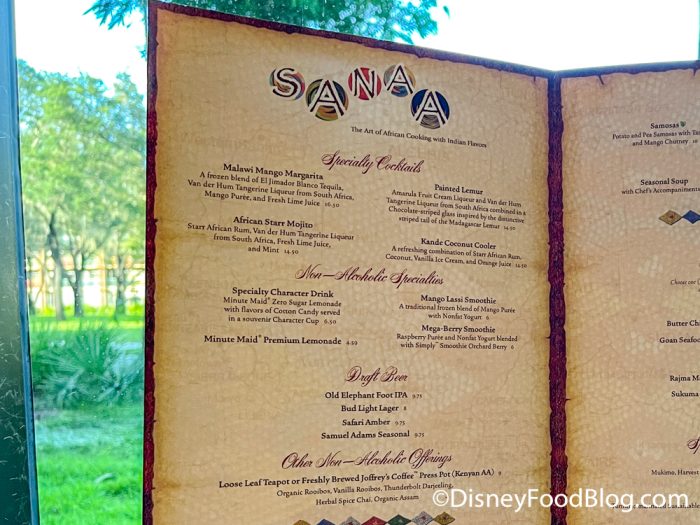 SANAA
The Art of African Cooking with Indian Flavors
Specialty Cocktails
Malawi Mango Margarita
A frozen blend of El Jimador Blanco Tequila,
Van der Hum Tangerine Liqueur from South Africa,
Mango Purée, and Fresh Lime Juice 16.50
African Starr Mojito
Starr African Rum, Van der Hum Tangerine Liqueur
from South Africa, Fresh Lime Juice,
and Mint 14.50
Painted Lemur
Amarula Fruit Cream Liqueur and Van der Hum
Tangerine Liqueur from South Africa combined in a
Chocolate-striped glass inspired by the distinctive
striped tail of the Madagascar Lemur 14.50
Kande Coconut Cooler
A refreshing combination of Starr African Rum,
Coconut, Vanilla Ice Cream, and Orange Juice 14.50
Non-Alcoholic Specialties
Specialty Character Drink
Minute Maid® Zero Sugar Lemonade
with flavors of Cotton Candy served
in a souvenir Character Cup 6.50
Minute Maid® Premium Lemonade 4.59
Mango Lassi Smoothie
A traditional frozen blend of Mango Purée
with Nonfat Yogurt 6
Mega-Berry Smoothie
Raspberry Purée and Nonfat Yogurt blended
with Simply™ Smoothie Orchard Berry 6
Draft Beer
Old Elephant Foot IPA 9.75
Bud Light Lager 8
Safari Amber 9.75
Samuel Adams Seasonal 9.75
Other Non-Alcoholic Offerings
Loose Leaf Teapot or Freshly Brewed Joffrey's Coffee™ Press Pot (Kenyan AA) 9
Organic Rooibos, Vanilla Rooibos, Thunderbolt Darjeeling,
Herbal Spice Chai, Organic Assam
Samosas
Potato and Pea Samosas with
and Mango Chutney 10
Seasonal Soup
with Chef's Accompaniments
Choose one
Butter
Goan Seafood
Rajma
Sukuma
Mukimo,
©DisneyFoodBlog.com